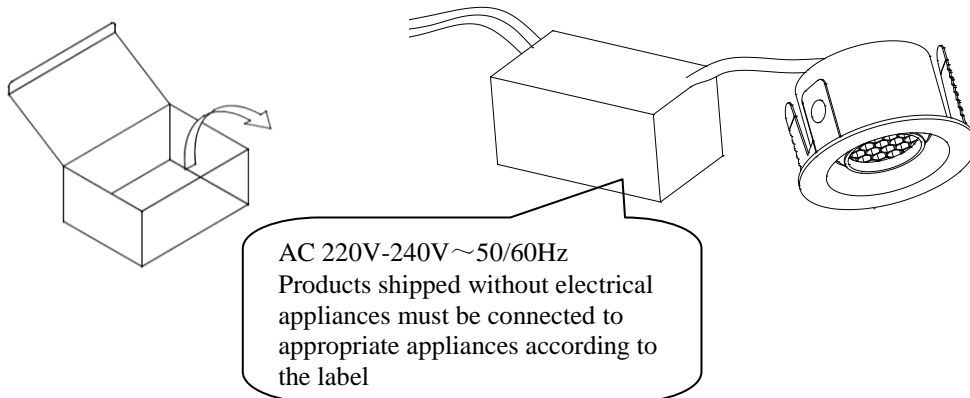 AC 220V-240V～50/60Hz
Products shipped without electrical
appliances must be connected to
appropriate appliances according to
the label